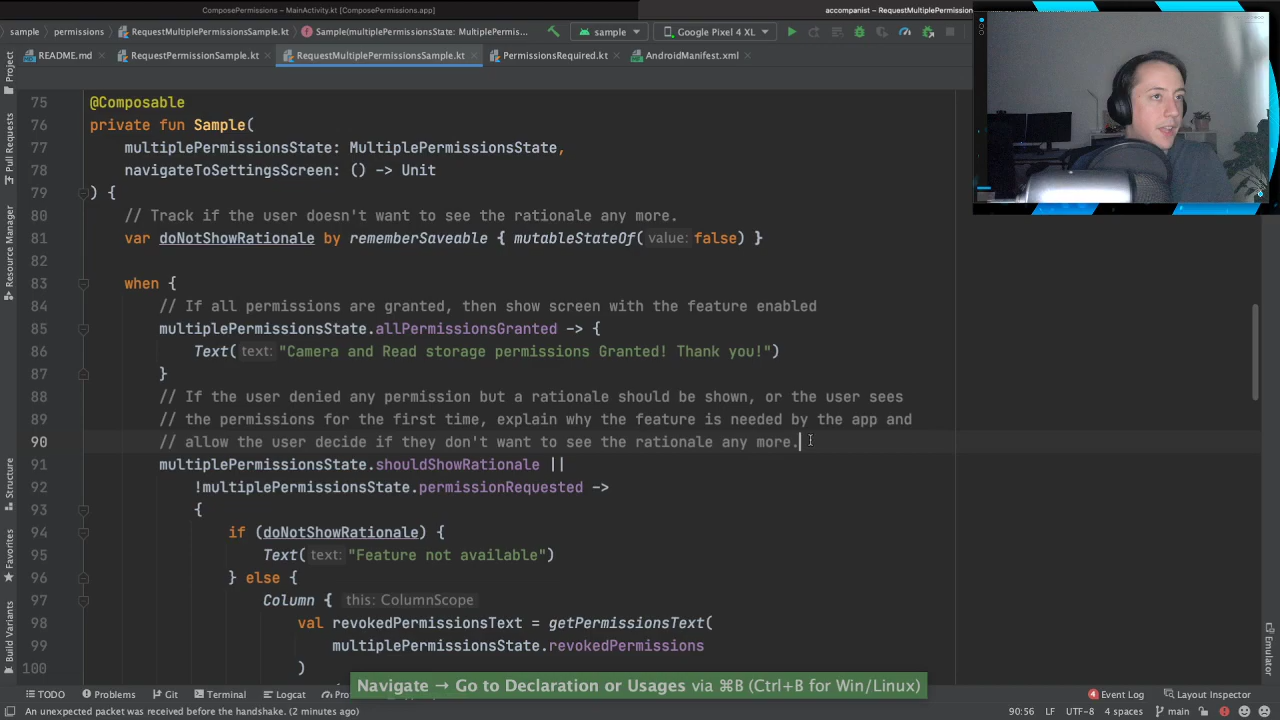 ComposePermissions – MainActivity.kt [ComposePermissions.app]
accompanist – RequestMultiplePermission
sample
permissions
RequestMultiplePermissionsSample.kt
Sample(multiplePermissionsState: MultiplePermis...
sample
Google Pixel 4 XL
README.md
RequestPermissionSample.kt
RequestMultiplePermissionsSample.kt
PermissionsRequired.kt
AndroidManifest.xml
Project
Pull Requests
Resource Manager
Structure
Favorites
Build Variants
Emulator
75 @Composable
76 private fun Sample(
77 multiplePermissionsState: MultiplePermissionsState,
78 navigateToSettingsScreen: () -> Unit
79 ) {
80 // Track if the user doesn't want to see the rationale any more.
81 var doNotShowRationale by rememberSaveable { mutableStateOf( value: false) }
82
83 when {
84 // If all permissions are granted, then show screen with the feature enabled
85 multiplePermissionsState.allPermissionsGranted -> {
86 Text( text: "Camera and Read storage permissions Granted! Thank you!")
87 }
88 // If the user denied any permission but a rationale should be shown, or the user sees
89 // the permissions for the first time, explain why the feature is needed by the app and
90 // allow the user decide if they don't want to see the rationale any more.
91 multiplePermissionsState.shouldShowRationale ||
92 !multiplePermissionsState.permissionRequested ->
93 {
94 if (doNotShowRationale) {
95 Text( text: "Feature not available")
96 } else {
97 Column { this: ColumnScope
98 val revokedPermissionsText = getPermissionsText(
99 multiplePermissionsState.revokedPermissions
100 )
Navigate → Go to Declaration or Usages via ⌘B (Ctrl+B for Win/Linux)
TODO
Problems
Git
Terminal
Logcat
4 Event Log
Layout Inspector
An unexpected packet was received before the handshake. (2 minutes ago)
90:56
LF
UTF-8
4 spaces
main